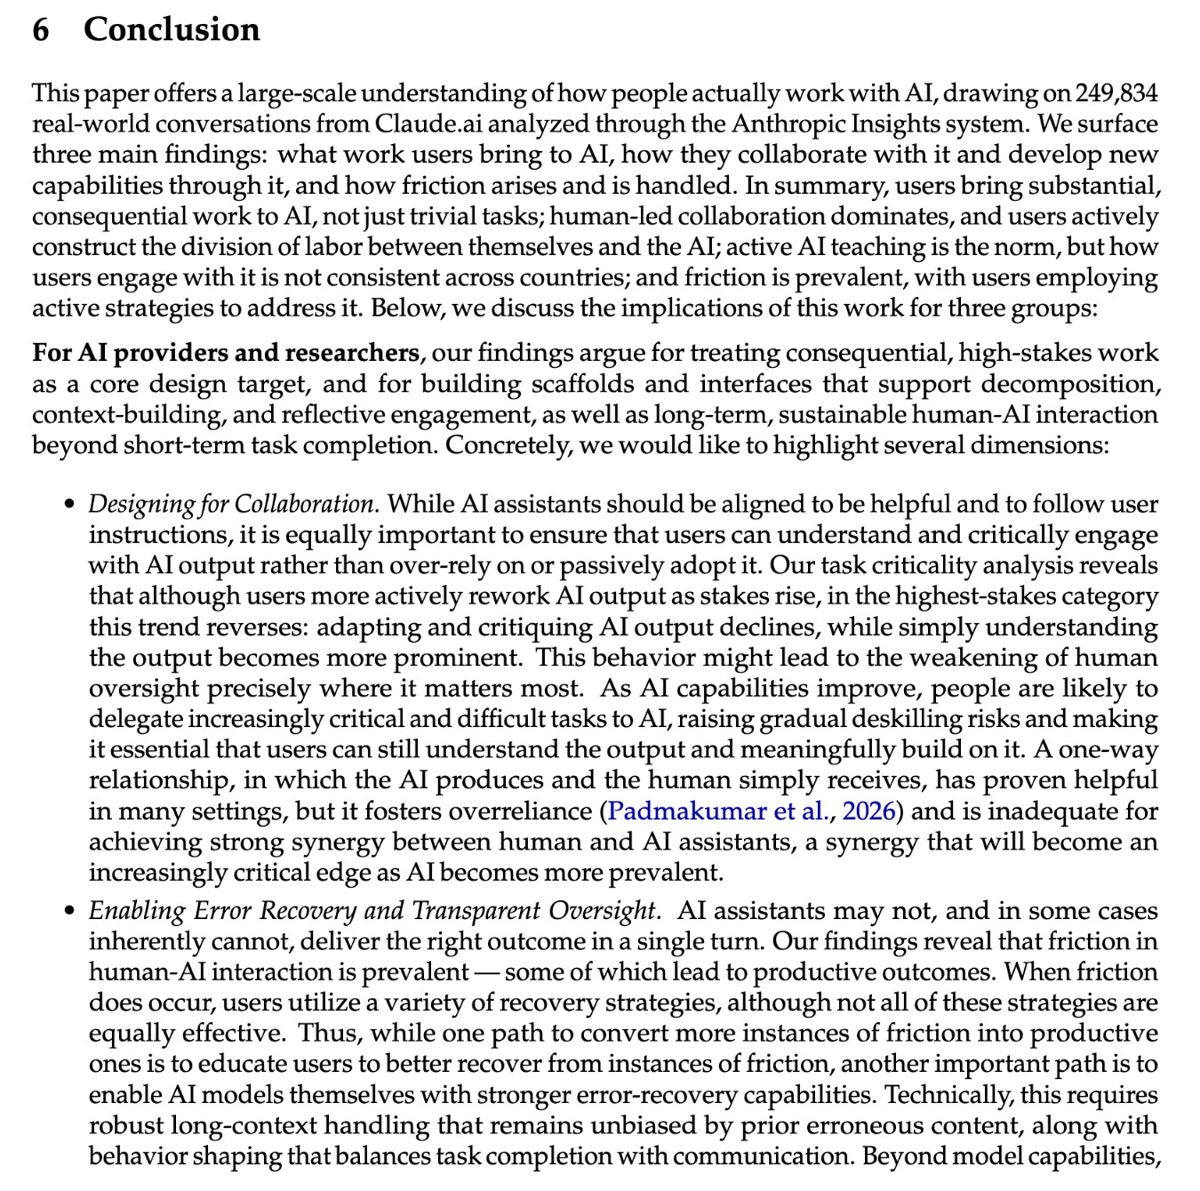 6 Conclusion
This paper offers a large-scale understanding of how people actually work with AI, drawing on 249,834
real-world conversations from Claude.ai analyzed through the Anthropic Insights system. We surface
three main findings: what work users bring to AI, how they collaborate with it and develop new
capabilities through it, and how friction arises and is handled. In summary, users bring substantial,
consequential work to AI, not just trivial tasks; human-led collaboration dominates, and users actively
construct the division of labor between themselves and the AI; active AI teaching is the norm, but how
users engage with it is not consistent across countries; and friction is prevalent, with users employing
active strategies to address it. Below, we discuss the implications of this work for three groups:
For AI providers and researchers, our findings argue for treating consequential, high-stakes work
as a core design target, and for building scaffolds and interfaces that support decomposition,
context-building, and reflective engagement, as well as long-term, sustainable human-AI interaction
beyond short-term task completion. Concretely, we would like to highlight several dimensions:
• Designing for Collaboration. While AI assistants should be aligned to be helpful and to follow user
instructions, it is equally important to ensure that users can understand and critically engage
with AI output rather than over-rely on or passively adopt it. Our task criticality analysis reveals
that although users more actively rework AI output as stakes rise, in the highest-stakes category
this trend reverses: adapting and critiquing AI output declines, while simply understanding
the output becomes more prominent. This behavior might lead to the weakening of human
oversight precisely where it matters most. As AI capabilities improve, people are likely to
delegate increasingly critical and difficult tasks to AI, raising gradual deskilling risks and making
it essential that users can still understand the output and meaningfully build on it. A one-way
relationship, in which the AI produces and the human simply receives, has proven helpful
in many settings, but it fosters overreliance (Padmakumar et al., 2026) and is inadequate for
achieving strong synergy between human and AI assistants, a synergy that will become an
increasingly critical edge as AI becomes more prevalent.
• Enabling Error Recovery and Transparent Oversight. AI assistants may not, and in some cases
inherently cannot, deliver the right outcome in a single turn. Our findings reveal that friction in
human-AI interaction is prevalent — some of which lead to productive outcomes. When friction
does occur, users utilize a variety of recovery strategies, although not all of these strategies are
equally effective. Thus, while one path to convert more instances of friction into productive
ones is to educate users to better recover from instances of friction, another important path is to
enable AI models themselves with stronger error-recovery capabilities. Technically, this requires
robust long-context handling that remains unbiased by prior erroneous content, along with
behavior shaping that balances task completion with communication. Beyond model capabilities,